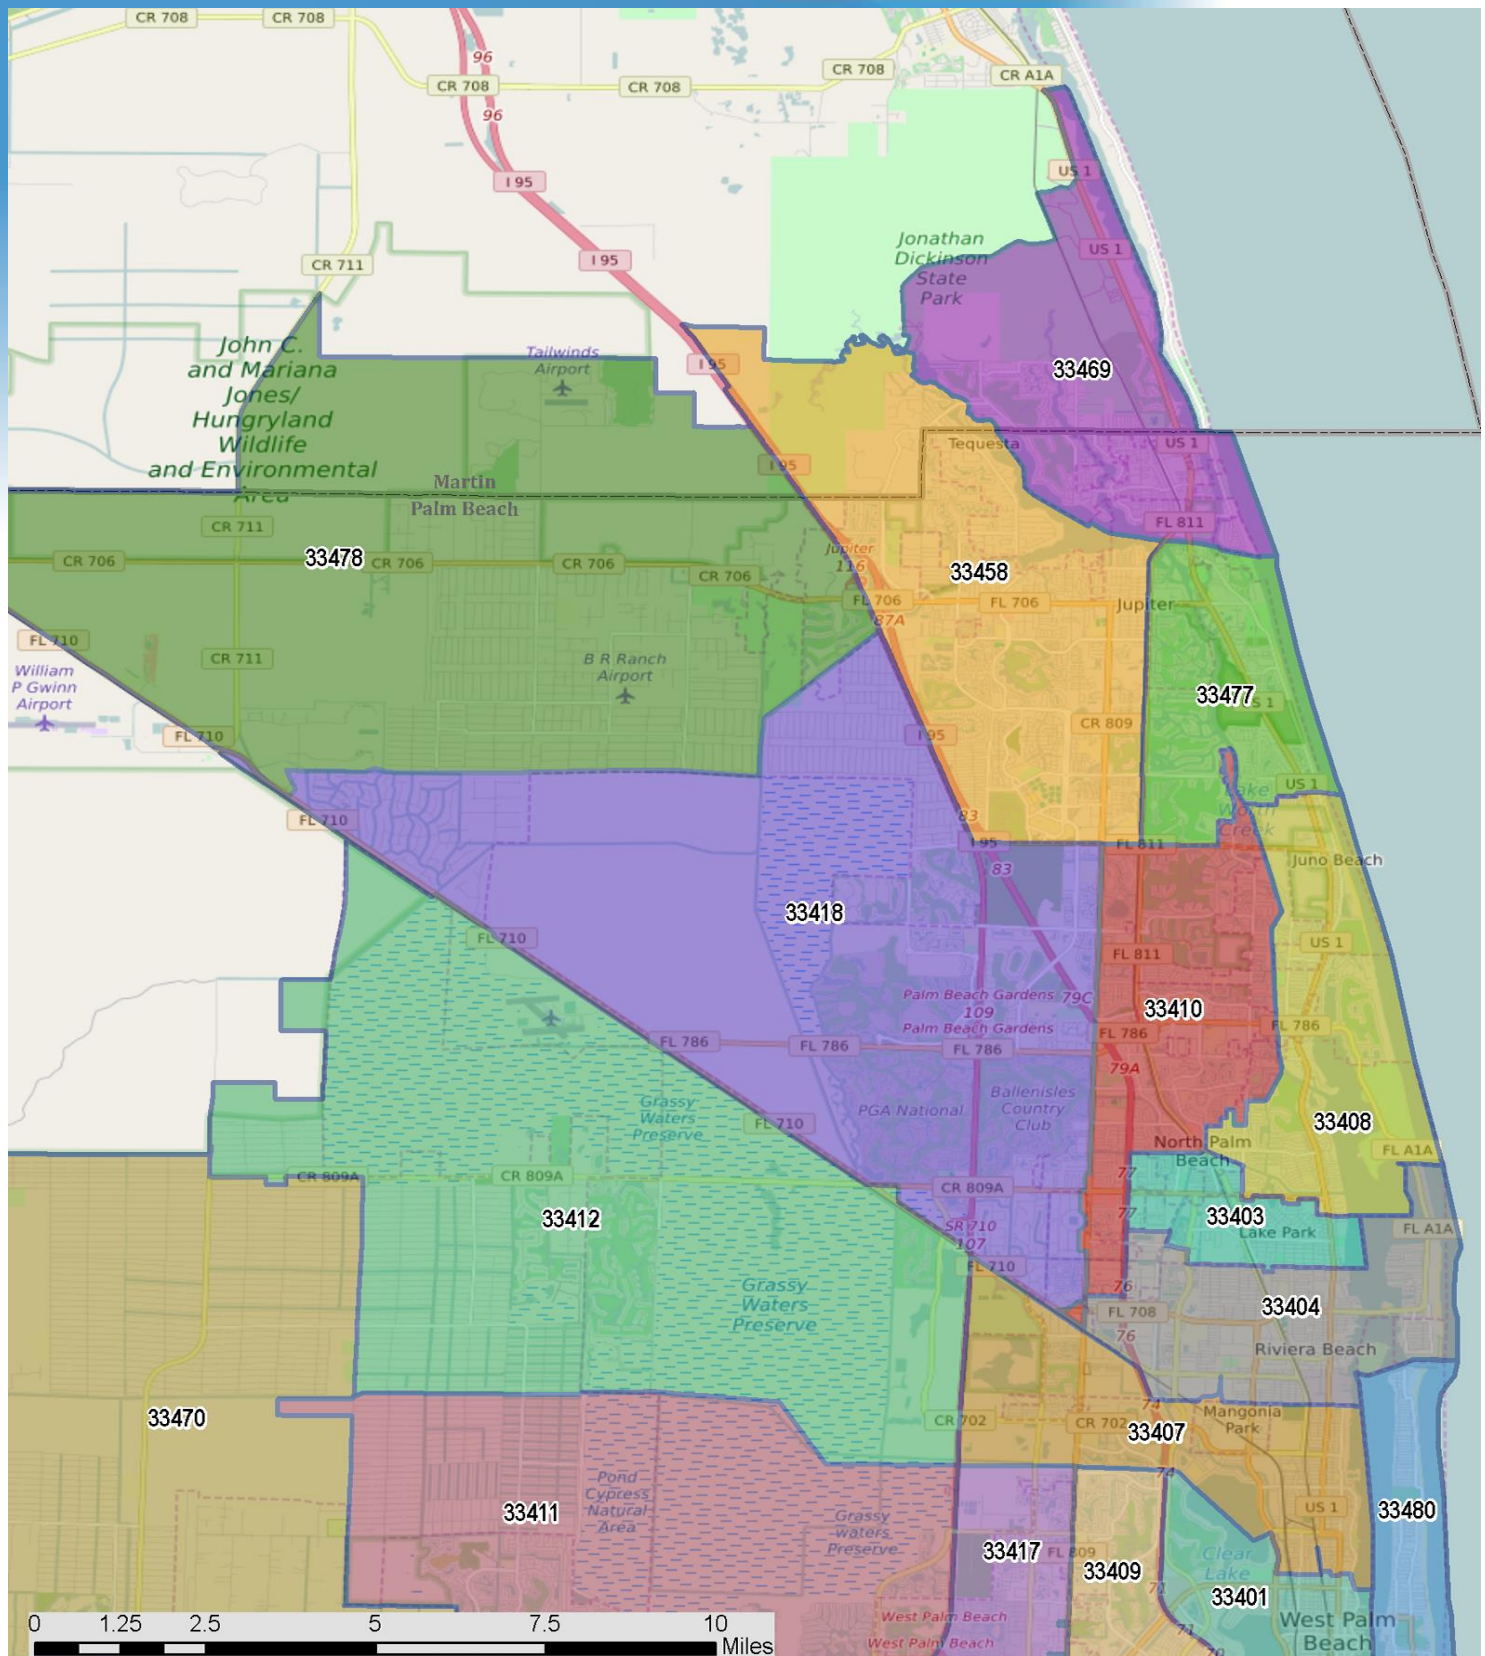 CR 708
CR 708
96
CR 708
CR 708
CR 708
CR A1A
96
I 95
US 1
Jonathan
Dickinson
State
Park
US 1
I 95
CR 711
John C.
and Mariana
Jones/
Hungryland
Wildlife
and Environmental
Area
Tailwinds
Airport
I 95
33469
Tequesta
US 1
I 95
Martin
Palm Beach
CR 711
FL 811
CR 706
33478
CR 706
CR 706
CR 706
Jupiter
116
33458
FL 706
FL 706
Jupiter
87A
FL 710
CR 711
William
P Gwinn
Airport
B R Ranch
Airport
33477
S 1
FL 710
I 95
CR 809
US 1
Lake
Worth
Creek
FL 710
83
I 95
FL 811
83
Juno Beach
33418
FL 710
US 1
FL 811
Palm Beach Gardens
109
Palm Beach Gardens
79C
33410
FL 786
FL 786
FL 786
FL 786
FL 786
79A
Grassy
Waters
Preserve
FL 710
PGA National
Ballenisles
Country
Club
33408
North Palm
Beach
FL A1A
CR 809A
CR 809A
CR 809A
77
33412
SR 710
107
77
33403
Lake Park
FL A1A
FL 710
Grassy
Waters
Preserve
76
FL 708
76
33404
Riviera Beach
33470
CR 702
CR 702
74
33407
Mangonia
Park
74
Pond
Cypress
Natural
Area
33411
Grassy
waters
Preserve
US 1
33480
33417
FL 809
33409
71
Clear
Lake
33401
West Palm Beach
West Palm Beach
71
70
West Palm
Beach
0 1.25 2.5 5 7.5 10
Miles